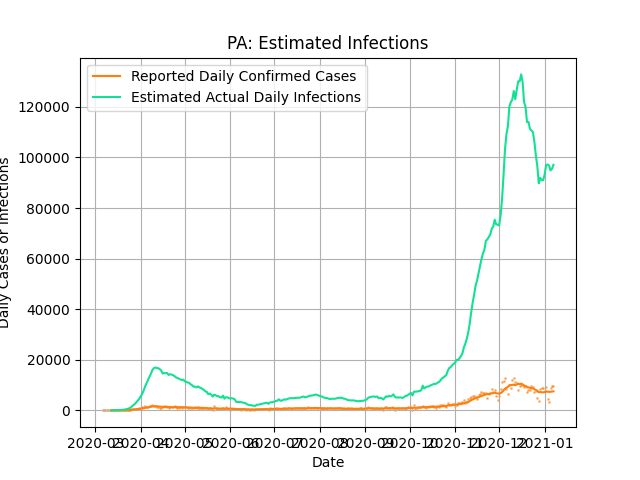 PA: Estimated Infections
Reported Daily Confirmed Cases
Estimated Actual Daily Infections
Daily Cases or Infections
120000
100000
80000
60000
40000
20000
0
2020-03 2020-04 2020-05 2020-06 2020-07 2020-08 2020-09 2020-10 2020-11 2020-12 2021-01
Date